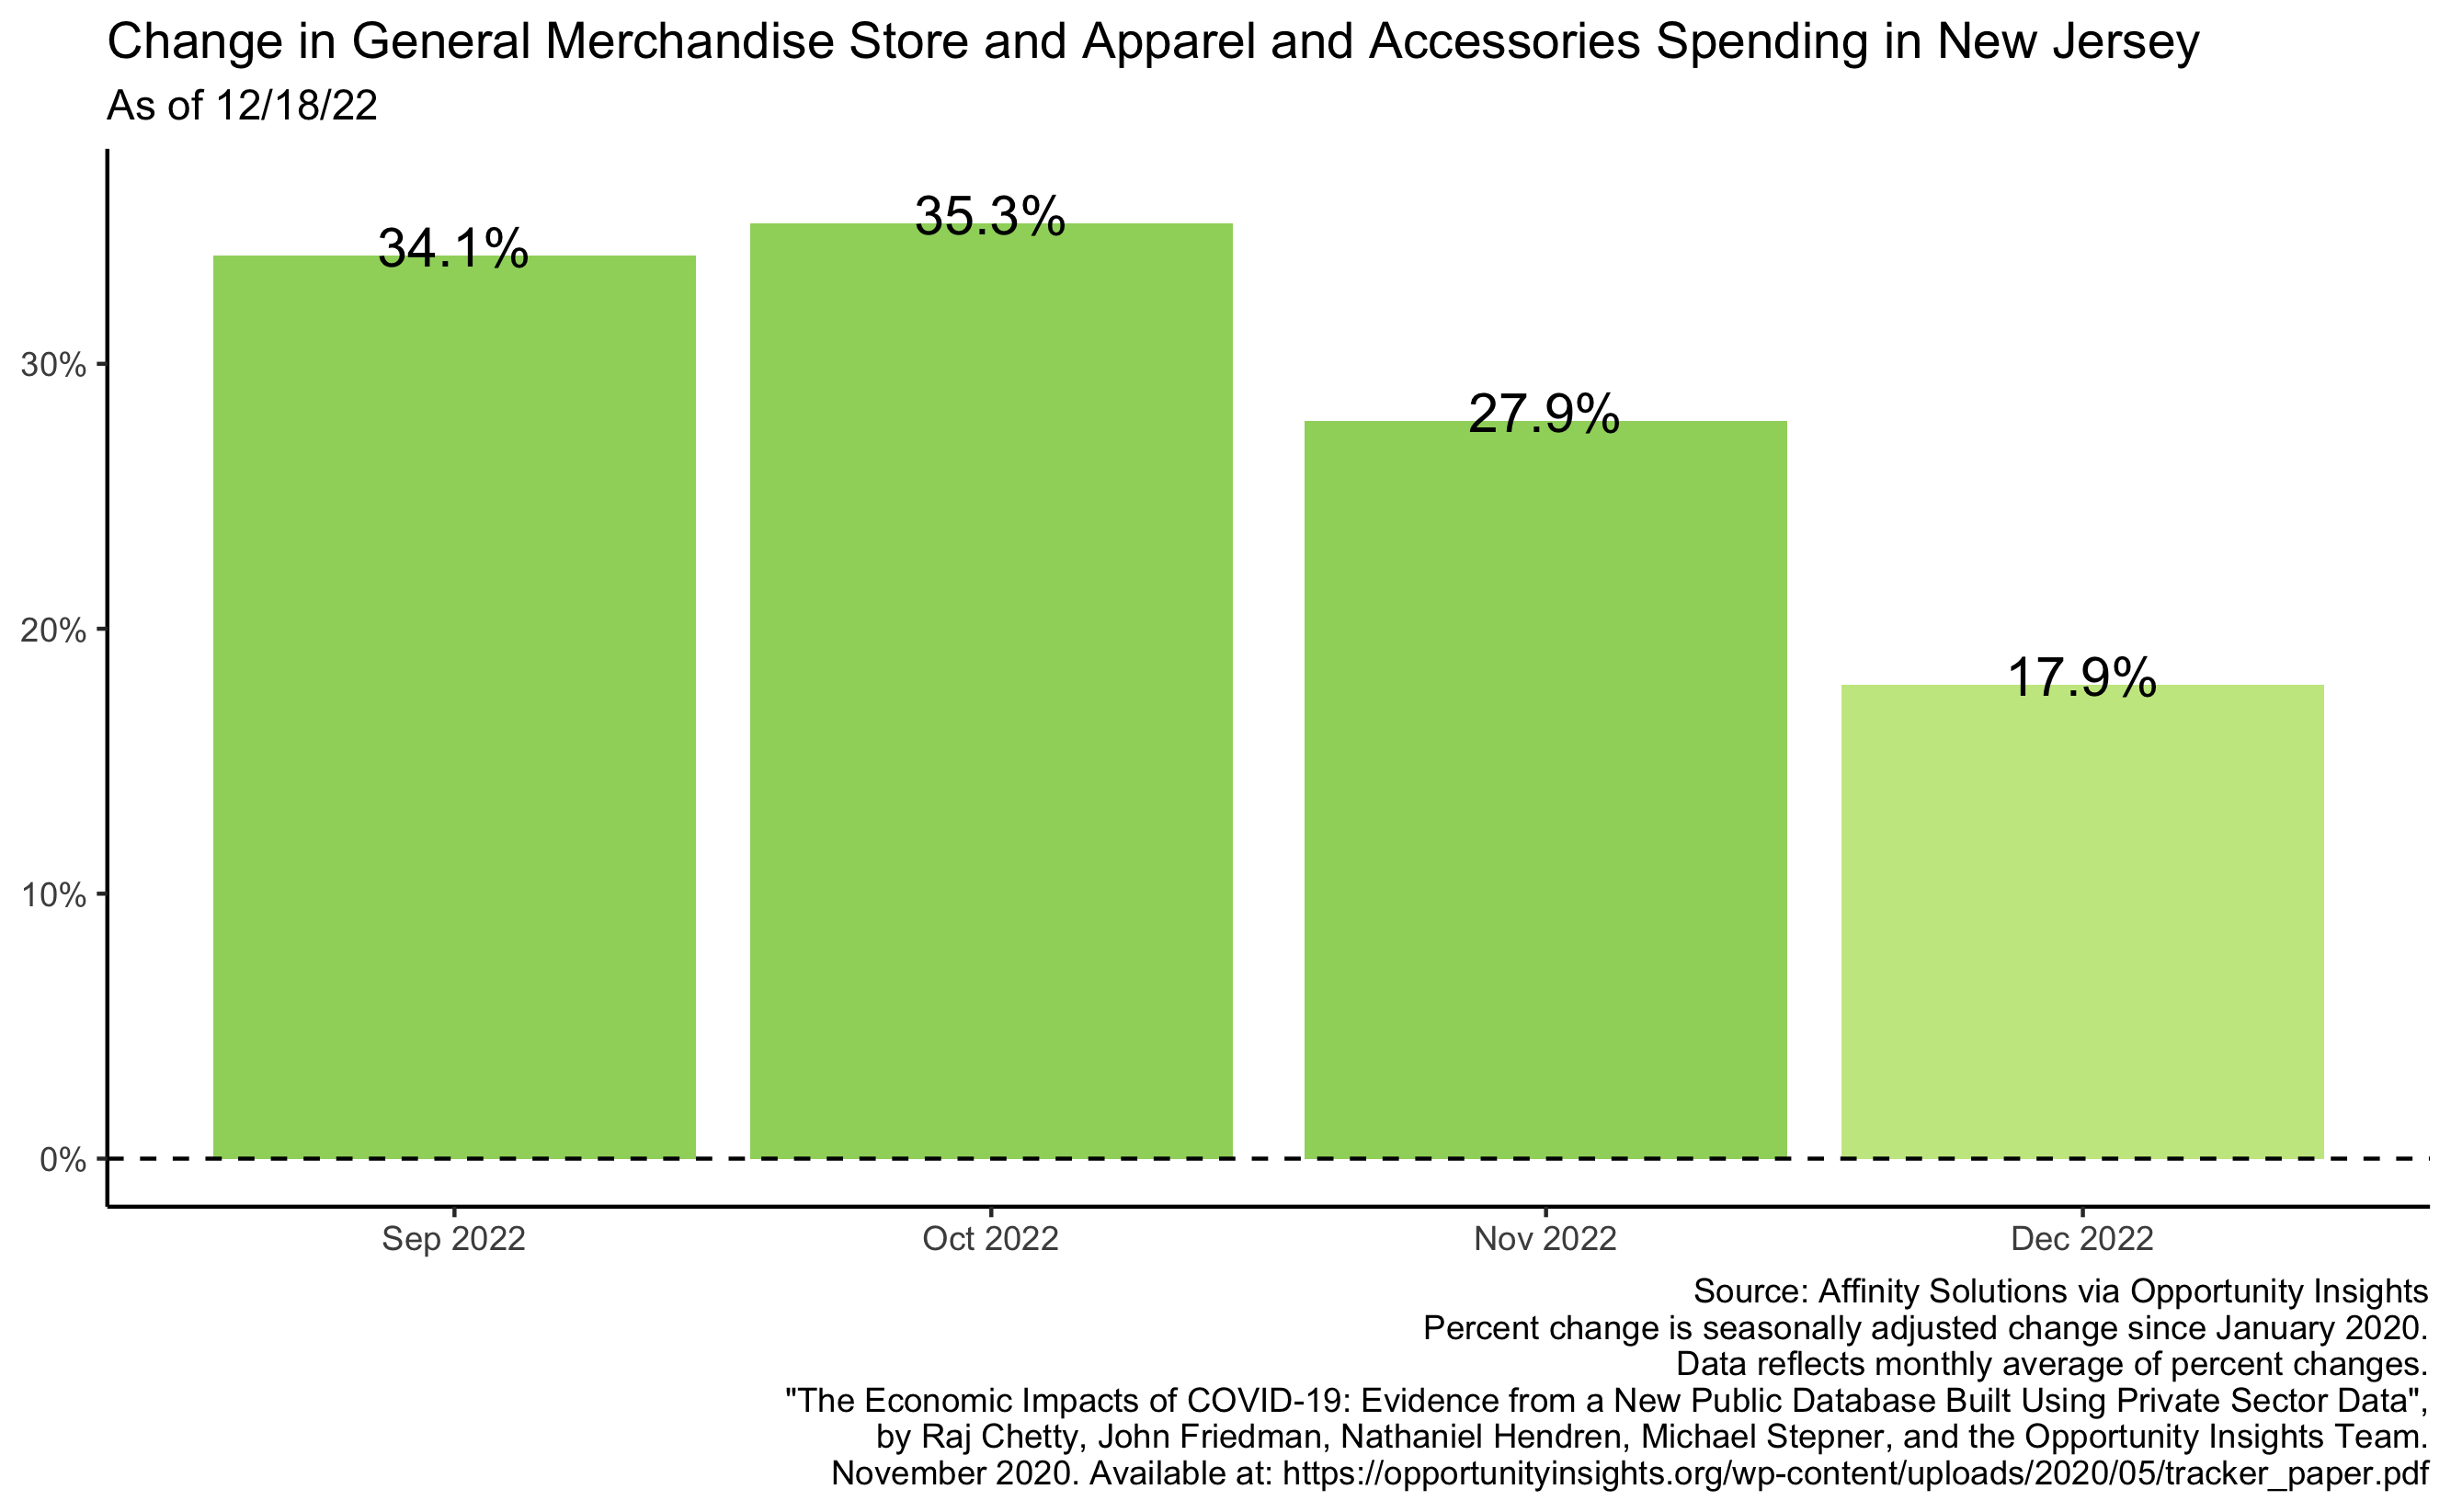 Change in General Merchandise Store and Apparel and Accessories Spending in New Jersey
As of 12/18/22
34.1%
35.3%
27.9%
17.9%
30%
20%
10%
0%
Sep 2022
Oct 2022
Nov 2022
Dec 2022
Source: Affinity Solutions via Opportunity Insights
Percent change is seasonally adjusted change since January 2020.
Data reflects monthly average of percent changes.
"The Economic Impacts of COVID-19: Evidence from a New Public Database Built Using Private Sector Data",
by Raj Chetty, John Friedman, Nathaniel Hendren, Michael Stepner, and the Opportunity Insights Team.
November 2020. Available at: https://opportunityinsights.org/wp-content/uploads/2020/05/tracker_paper.pdf